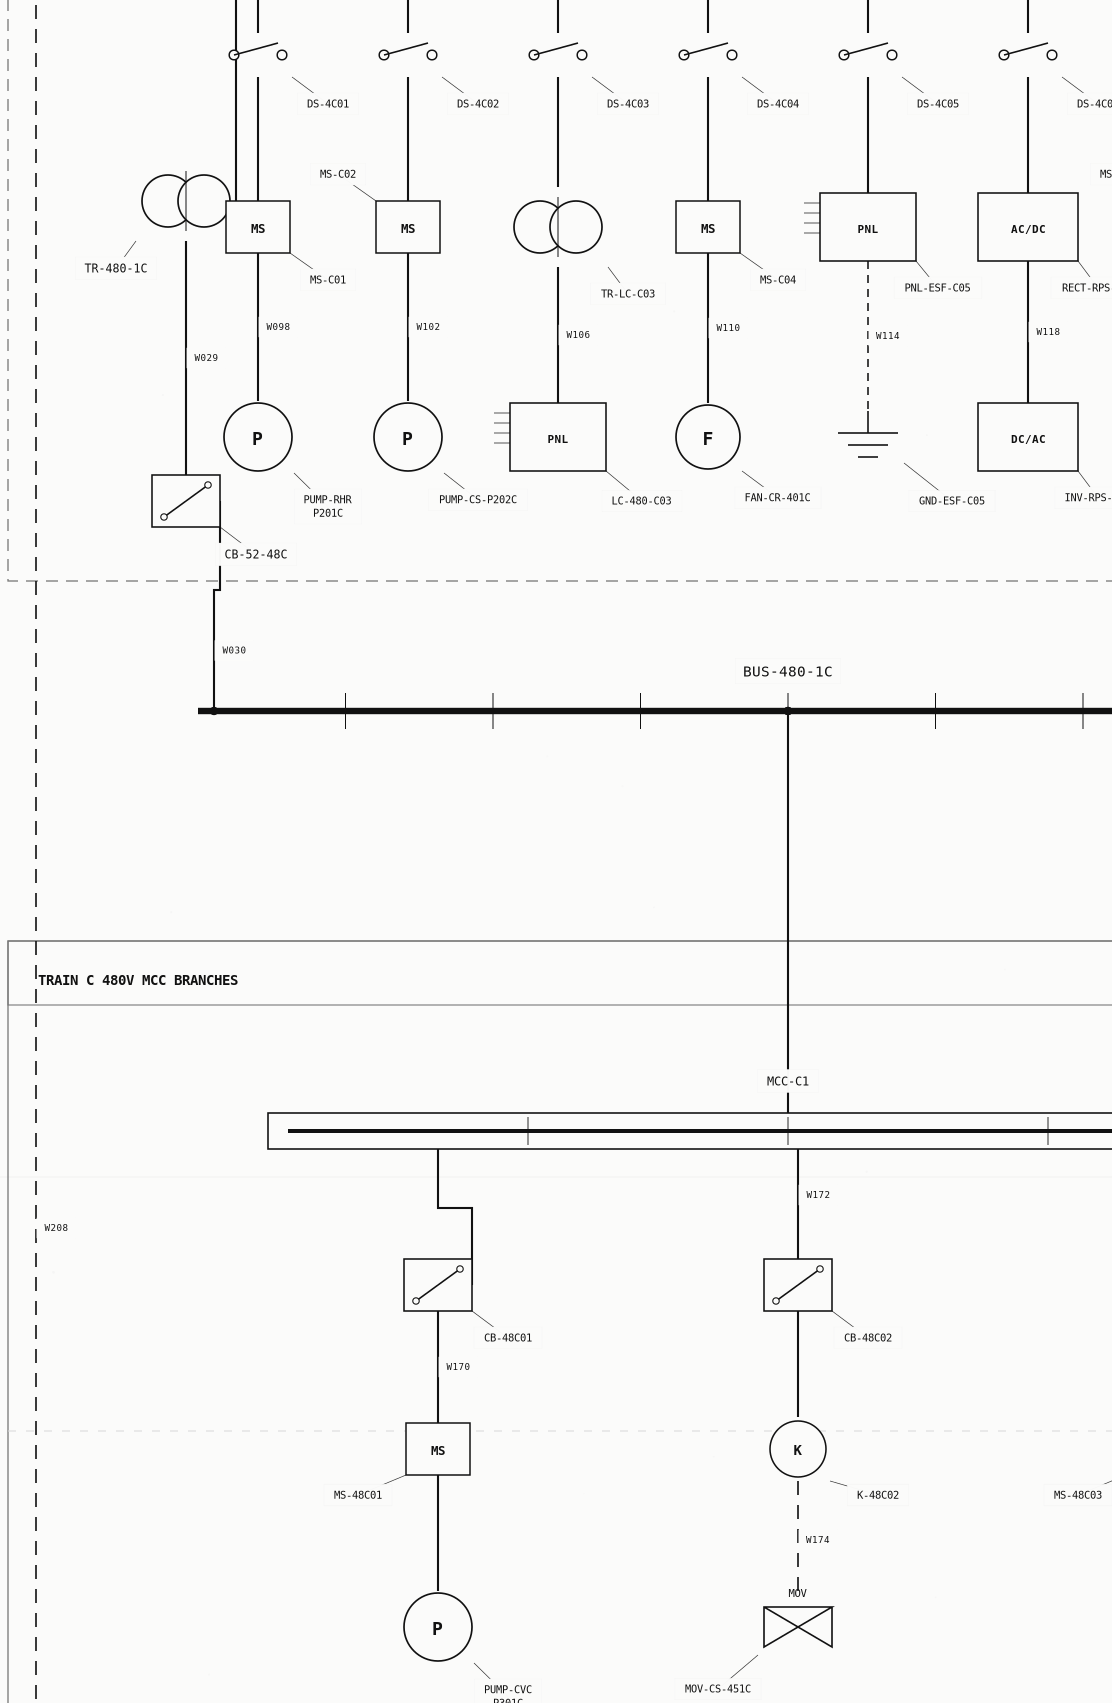 DS-4C01
DS-4C02
DS-4C03
DS-4C04
DS-4C05
MS-C02
MS
MS
MS
PNL
AC/DC
TR-480-1C
MS-C01
TR-LC-C03
MS-C04
PNL-ESF-C05
W098
W102
W106
W110
W114
W118
W029
P
P
PNL
F
DC/AC
PUMP-RHR
P201C
PUMP-CS-P202C
LC-480-C03
FAN-CR-401C
GND-ESF-C05
CB-52-48C
W030
BUS-480-1C
TRAIN C 480V MCC BRANCHES
MCC-C1
W172
W208
CB-48C01
CB-48C02
W170
MS
K
MS-48C01
K-48C02
MS-48C03
W174
MOV
P
PUMP-CVC
MOV-CS-451C